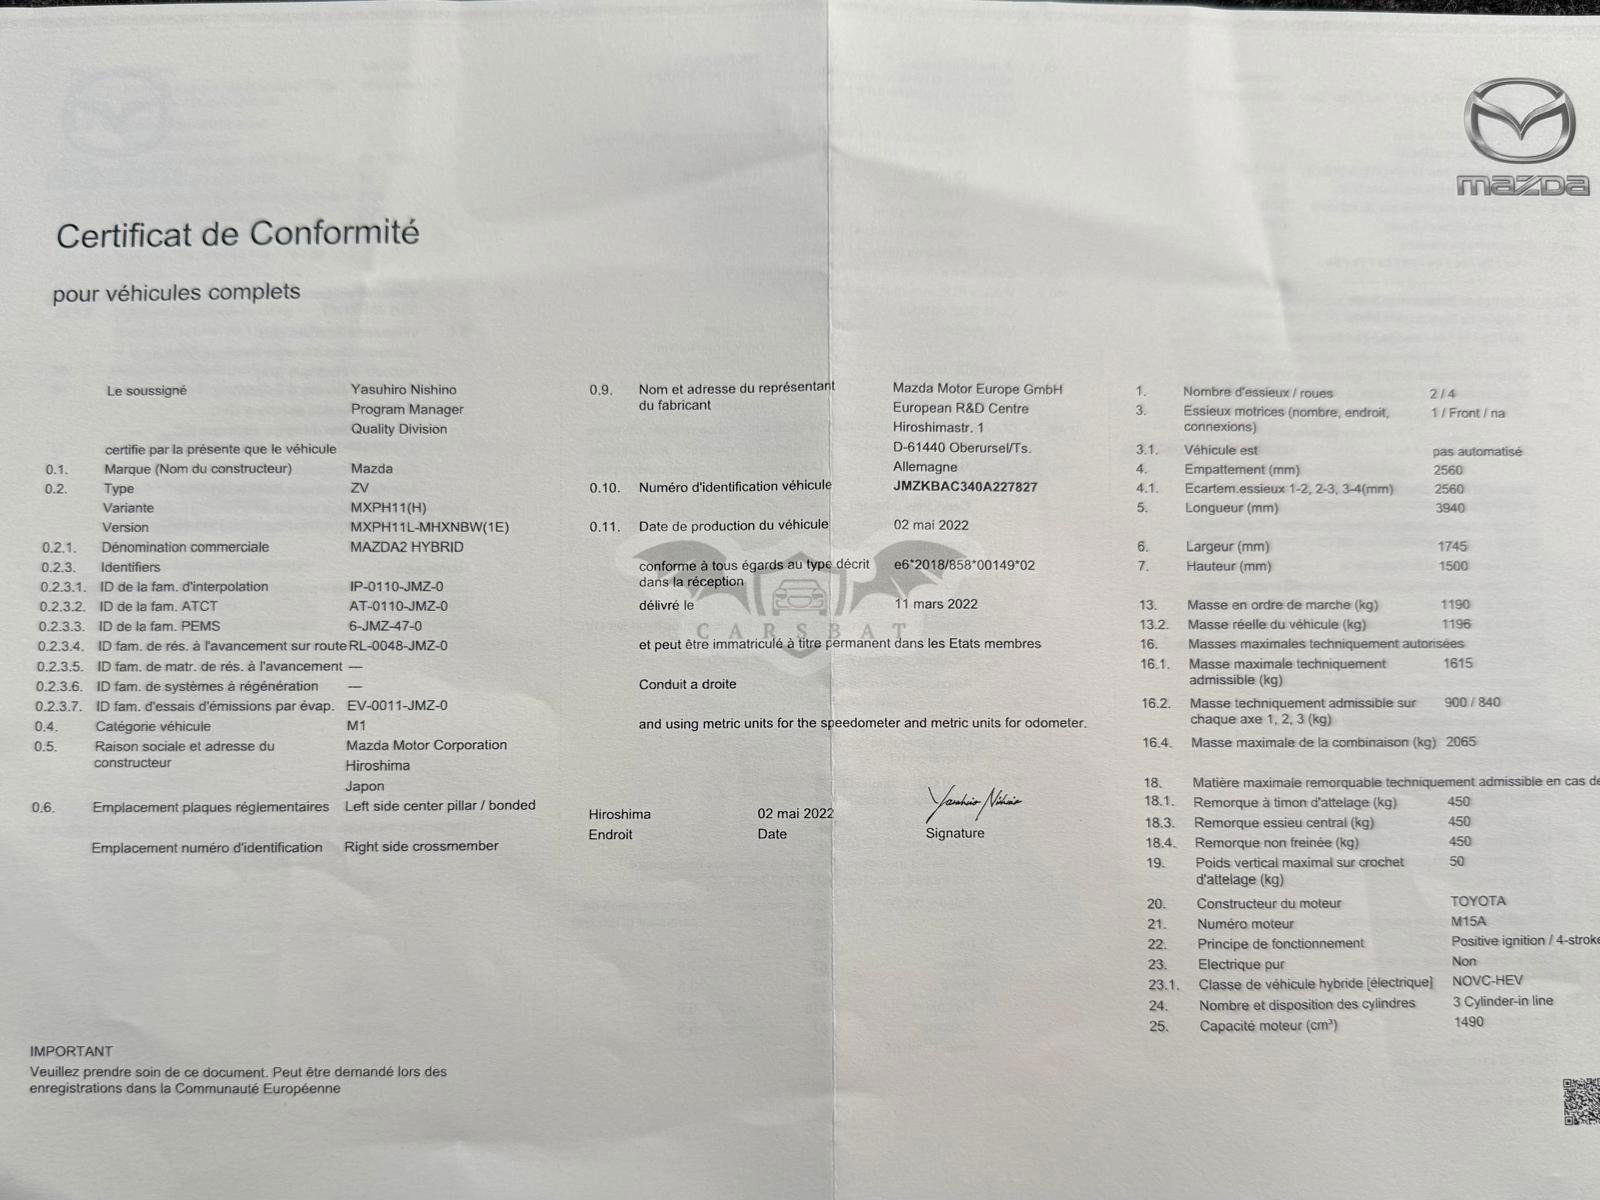 mazda
Certificat de Conformité
pour véhicules complets
Le soussigné Yasuhiro Nishino
Program Manager
Quality Division
certifie par la présente que le véhicule
0.1. Marque (Nom du constructeur) Mazda
0.2. Type ZV
Variante MXPH11(H)
Version MXPH11L-MHXNBW(1E)
0.2.1. Dénomination commerciale MAZDA2 HYBRID
0.2.3. Identifiers
0.2.3.1. ID de la fam. d'interpolation IP-0110-JMZ-0
0.2.3.2. ID de la fam. ATCT AT-0110-JMZ-0
0.2.3.3. ID de la fam. PEMS 6-JMZ-47-0
0.2.3.4. ID fam. de rés. à l'avancement sur route RL-0048-JMZ-0
0.2.3.5. ID fam. de matr. de rés. à l'avancement —
0.2.3.6. ID fam. de systèmes à régénération —
0.2.3.7. ID fam. d'essais d'émissions par évap. EV-0011-JMZ-0
0.4. Catégorie véhicule M1
0.5. Raison sociale et adresse du Mazda Motor Corporation
constructeur Hiroshima
Japon
0.6. Emplacement plaques réglementaires Left side center pillar / bonded
Emplacement numéro d'identification Right side crossmember
IMPORTANT
Veuillez prendre soin de ce document. Peut être demandé lors des
enregistrations dans la Communauté Européenne
0.9. Nom et adresse du représentant Mazda Motor Europe GmbH
du fabricant European R&D Centre
Hiroshimastr. 1
D-61440 Oberursel/Ts.
Allemagne
0.10. Numéro d'identification véhicule JMZKBAC340A227827
0.11. Date de production du véhicule 02 mai 2022
conforme à tous égards au type décrit e6*2018/858*00149*02
dans la réception
délivré le 11 mars 2022
CARSBAT
et peut être immatriculé à titre permanent dans les Etats membres
Conduit a droite
and using metric units for the speedometer and metric units for odometer.
Hiroshima 02 mai 2022 Yasuhiro Nishino
Endroit Date Signature
1. Nombre d'essieux / roues 2 / 4
3. Essieux motrices (nombre, endroit, 1 / Front / na
connexions)
3.1. Véhicule est pas automatisé
4. Empattement (mm) 2560
4.1. Ecartem.essieux 1-2, 2-3, 3-4(mm) 2560
5. Longueur (mm) 3940
6. Largeur (mm) 1745
7. Hauteur (mm) 1500
13. Masse en ordre de marche (kg) 1190
13.2. Masse réelle du véhicule (kg) 1196
16. Masses maximales techniquement autorisées
16.1. Masse maximale techniquement 1615
admissible (kg)
16.2. Masse techniquement admissible sur 900 / 840
chaque axe 1, 2, 3 (kg)
16.4. Masse maximale de la combinaison (kg) 2065
18. Matière maximale remorquable techniquement admissible en cas de
18.1. Remorque à timon d'attelage (kg) 450
18.3. Remorque essieu central (kg) 450
18.4. Remorque non freinée (kg) 450
19. Poids vertical maximal sur crochet 50
d'attelage (kg)
20. Constructeur du moteur TOYOTA
21. Numéro moteur M15A
22. Principe de fonctionnement Positive ignition / 4-stroke
23. Electrique pur Non
23.1. Classe de véhicule hybride [électrique] NOVC-HEV
24. Nombre et disposition des cylindres 3 Cylinder-in line
25. Capacité moteur (cm³) 1490